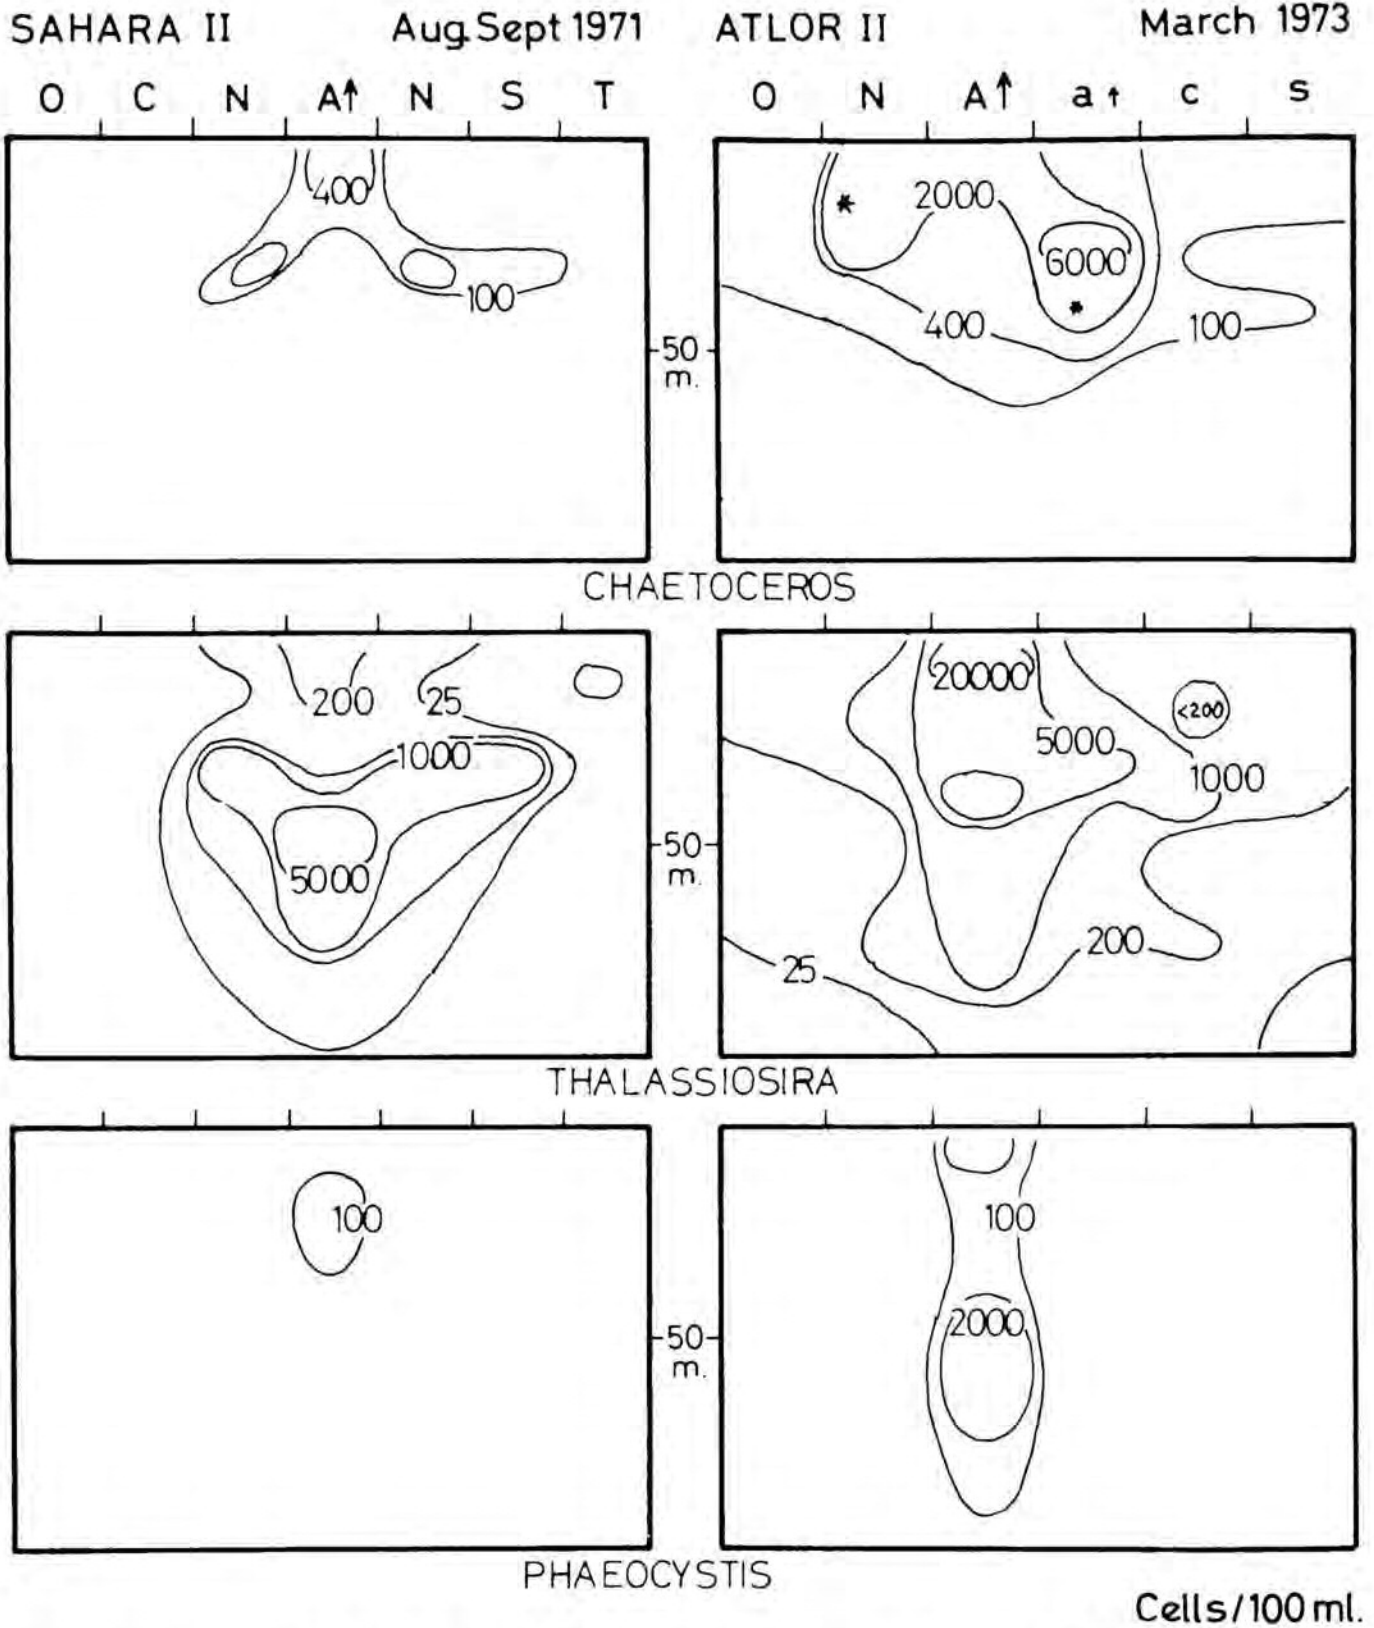 SAHARA II Aug. Sept 1971 ATLOR II March 1973
O C N A↑ N S T O N A↑ a↑ c s
400 2000
* 6000
100 400 * 100
50
m.
CHAETOCEROS
200 25 20000 <200
1000 5000 1000
50
m.
5000 200
25
THALASSIOSIRA
100 100
2000
50
m.
PHAEOCYSTIS
Cells/100 ml.